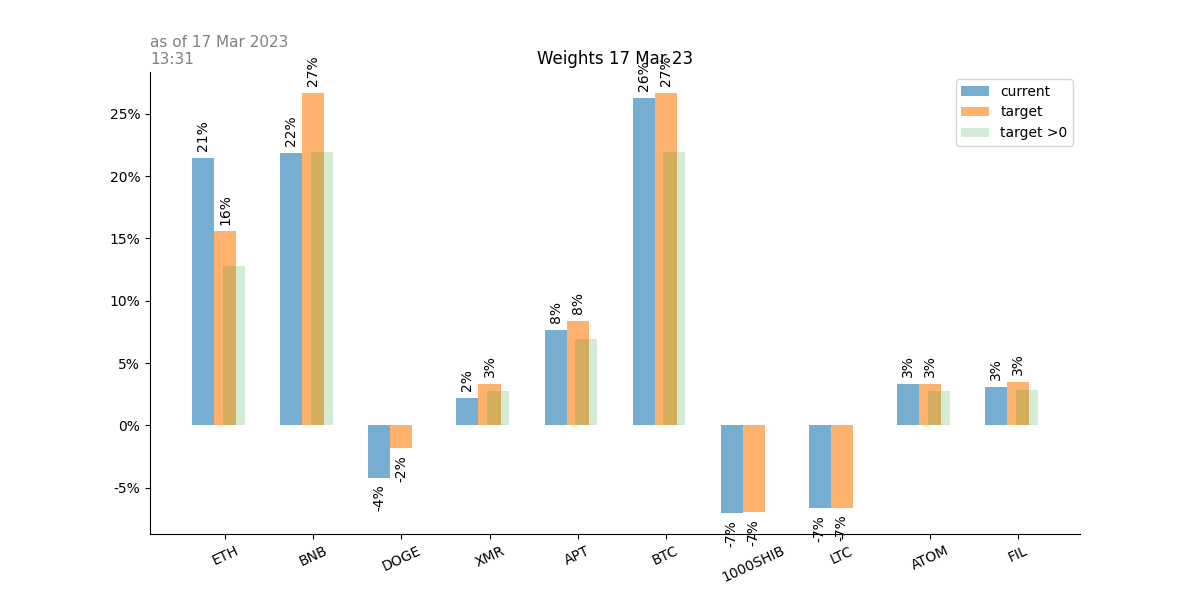 as of 17 Mar 2023
13:31
Weights 17 Mar 23
current
target
target >0
25%
20%
15%
10%
5%
0%
-5%
21%
16%
22%
27%
-4%
-2%
2%
3%
8%
8%
26%
27%
-7%
-7%
-7%
-7%
3%
3%
3%
3%
ETH
BNB
DOGE
XMR
APT
BTC
1000SHIB
LTC
ATOM
FIL